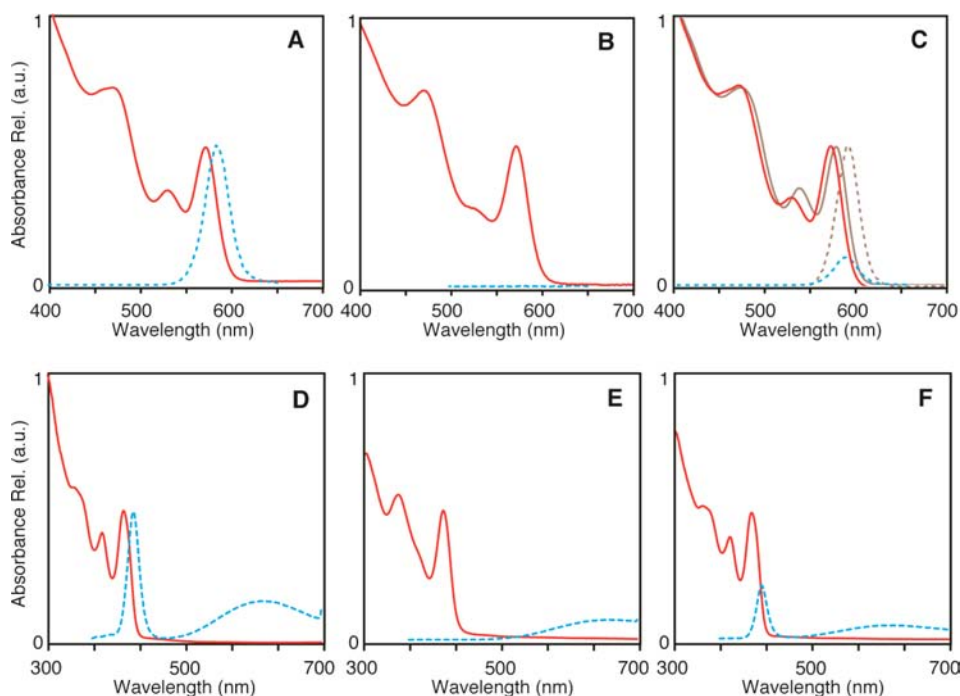 1 A 1 B 1 C
Absorbance Rel. (a.u.)
0 0 0
400 500 600 700 400 500 600 700 400 500 600 700
Wavelength (nm) Wavelength (nm) Wavelength (nm)
1 D 1 E 1 F
Absorbance Rel. (a.u.)
0 0 0
300 500 700 300 500 700 300 500 700
Wavelength (nm) Wavelength (nm) Wavelength (nm)